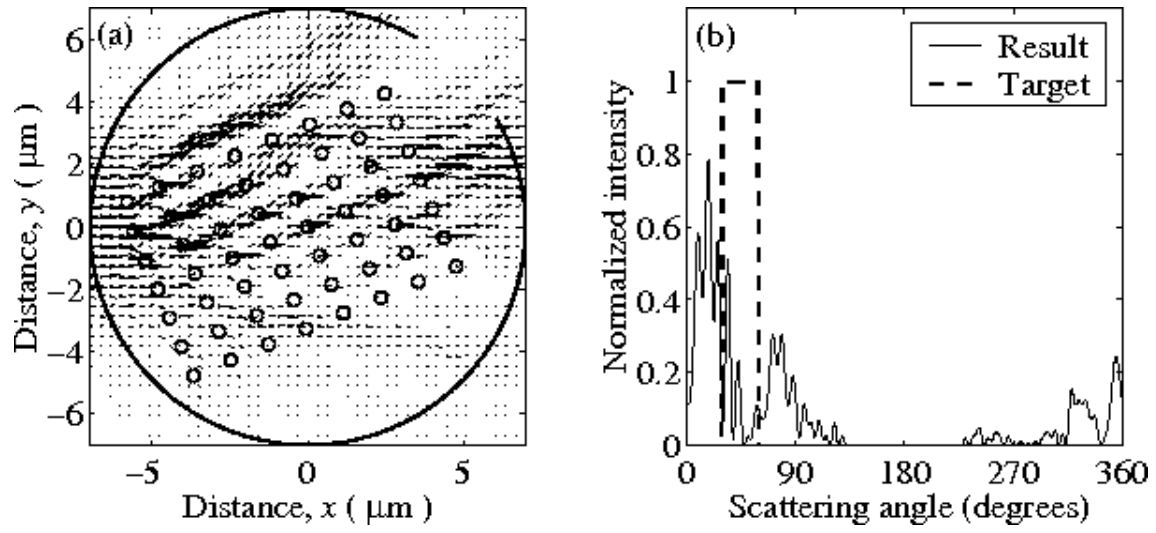 (a)
6
4
2
0
−2
−4
−6
−5
0
5
Distance, y ( μm )
Distance, x ( μm )
(b)
Result
Target
1
0.8
0.6
0.4
0.2
0
0
90
180
270
360
Normalized intensity
Scattering angle (degrees)